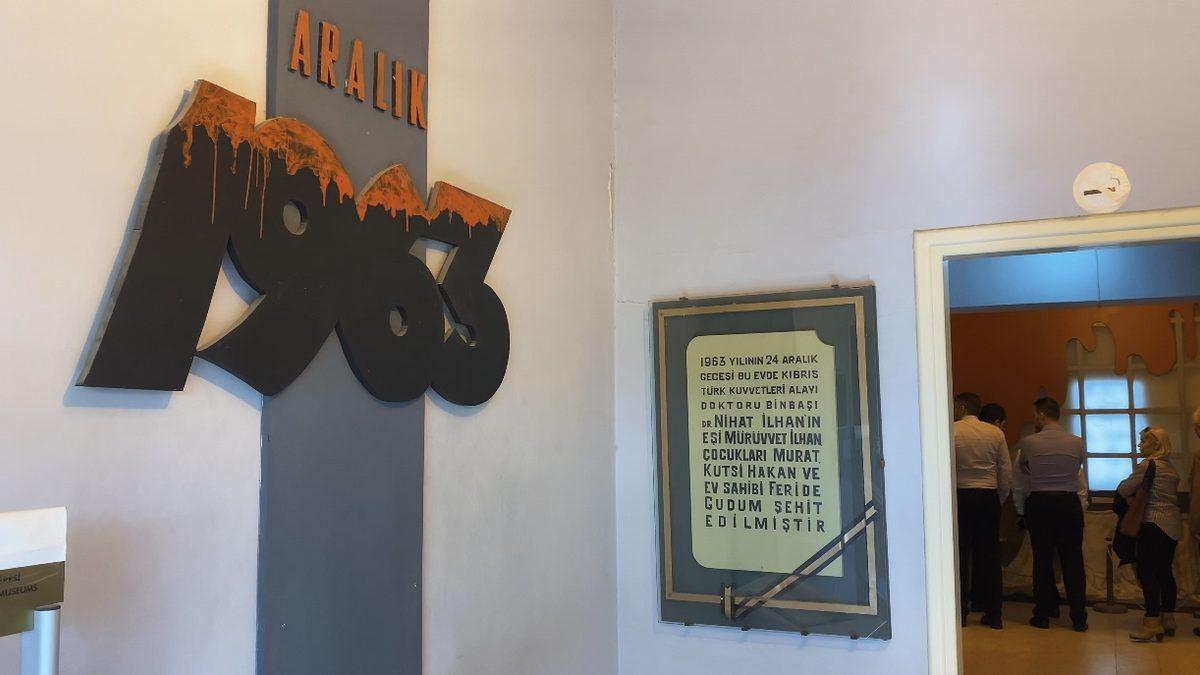 ARALIK
1963
1963 YILININ 24 ARALIK
GECESİ BU EVDE KIBRIS
TÜRK KUVVETLERİ ALAYI
DOKTORU BİNBAŞI
DR NİHAT İLHAN'IN
EŞİ MÜRÜVVET İLHAN,
ÇOCUKLARI MURAT,
KUTSİ HAKAN VE
EV SAHİBİ FERİDE
GUDUM ŞEHİT
EDİLMİŞTİR
MUSEUMS